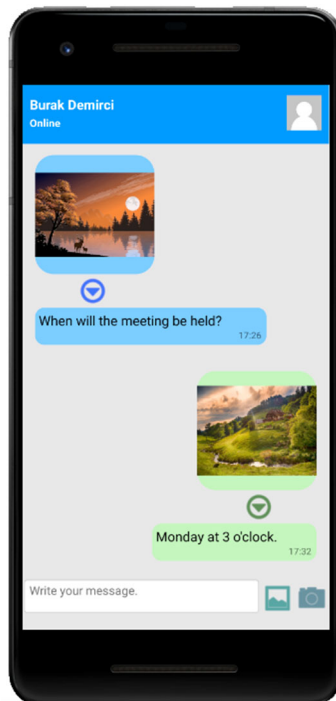 Burak Demirci
Online
When will the meeting be held?
17:26
Monday at 3 o'clock.
17:32
Write your message.